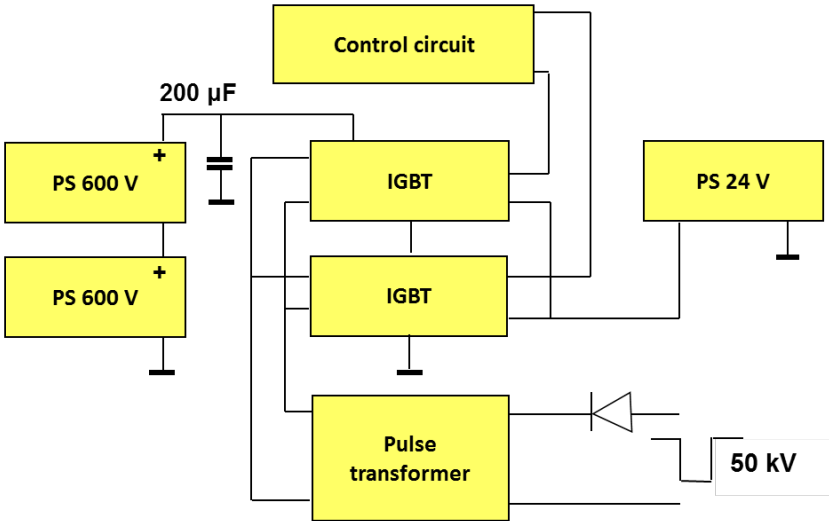 Control circuit
200 µF
+
PS 600 V
IGBT
PS 24 V
+
PS 600 V
IGBT
Pulse
transformer
50 kV